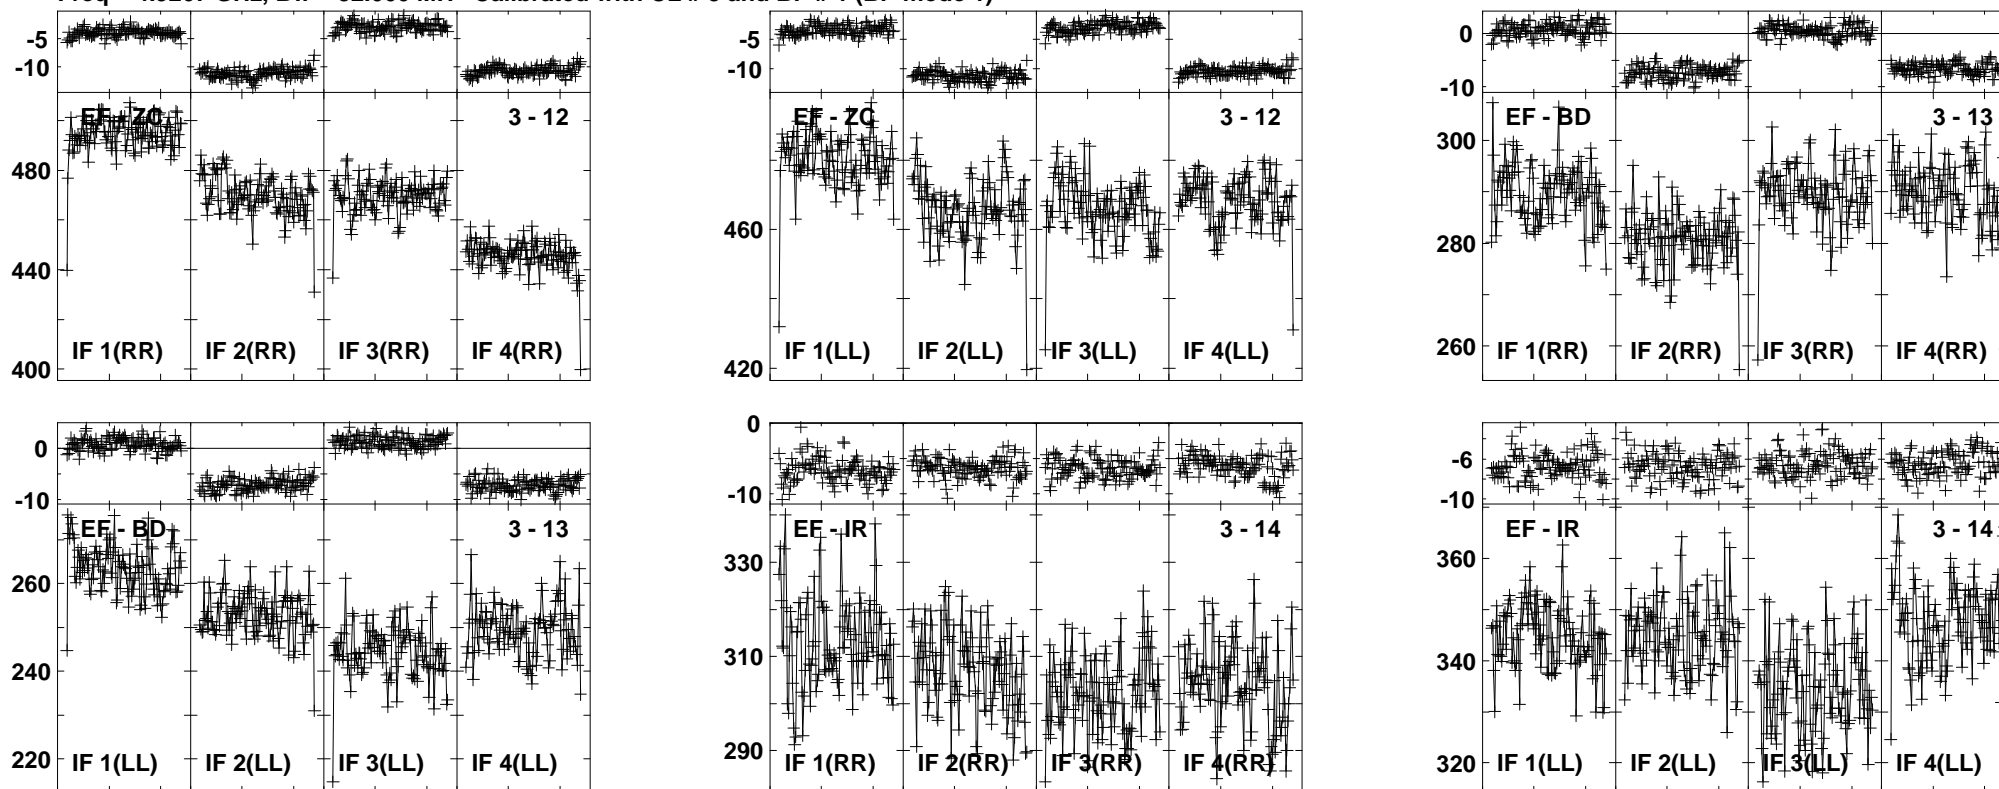 -5
-10
EF - ZC 3 - 12
480
440
400
IF 1(RR) IF 2(RR) IF 3(RR) IF 4(RR)
-5
-10
EF - ZC 3 - 12
460
420
IF 1(LL) IF 2(LL) IF 3(LL) IF 4(LL)
0
-10
EF - BD 3 - 13
300
280
260
IF 1(RR) IF 2(RR) IF 3(RR) IF 4(RR)
0
-10
EF - BD 3 - 13
260
240
220
IF 1(LL) IF 2(LL) IF 3(LL) IF 4(LL)
0
-10
EF - IR 3 - 14
330
310
290
IF 1(RR) IF 2(RR) IF 3(RR) IF 4(RR)
-6
-10
EF - IR 3 - 14
360
340
320
IF 1(LL) IF 2(LL) IF 3(LL) IF 4(LL)